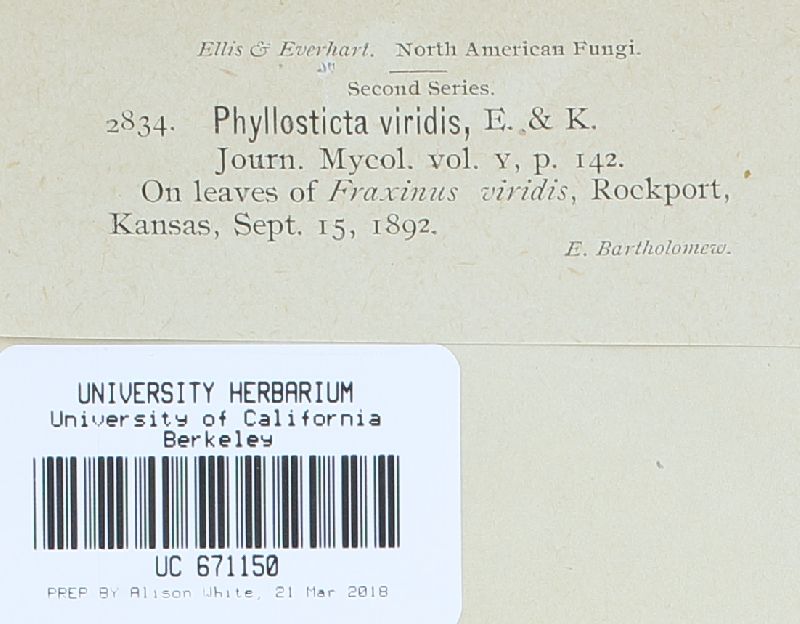 Ellis & Everhart. North American Fungi.
Second Series.
2834. Phyllosticta viridis, E. & K.
Journ. Mycol. vol. V, p. 142.
On leaves of Fraxinus viridis, Rockport,
Kansas, Sept. 15, 1892.
E. Bartholomew.
UNIVERSITY HERBARIUM
University of California
Berkeley
UC 671150
PREP BY Alison White, 21 Mar 2018